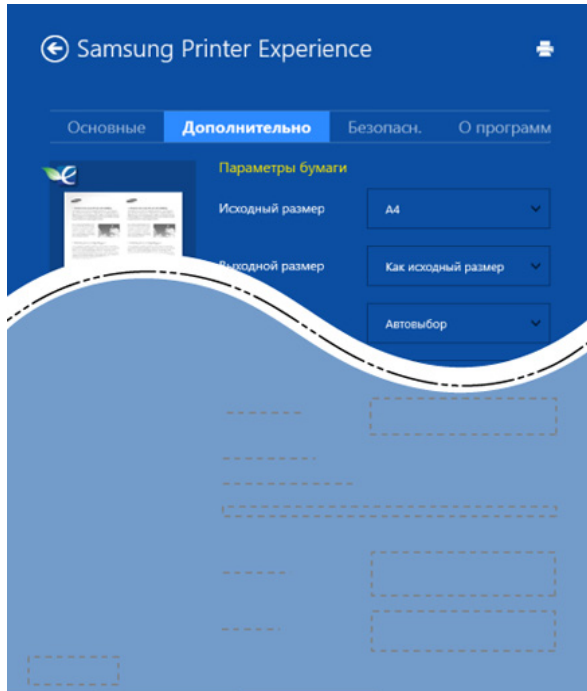 Samsung Printer Experience
Основные Дополнительно Безопасн. О программ
Параметры бумаги
Исходный размер A4
Выходной размер Как исходный размер
Автовыбор